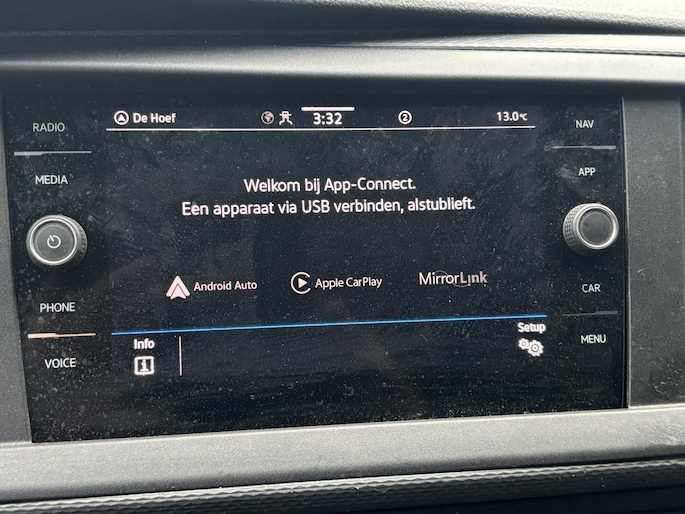 De Hoef 3:32 2 13.0°C
RADIO
NAV
MEDIA
APP
Welkom bij App-Connect.
Een apparaat via USB verbinden, alstublieft.
Android Auto Apple CarPlay MirrorLink
PHONE
CAR
VOICE
MENU
Info
Setup